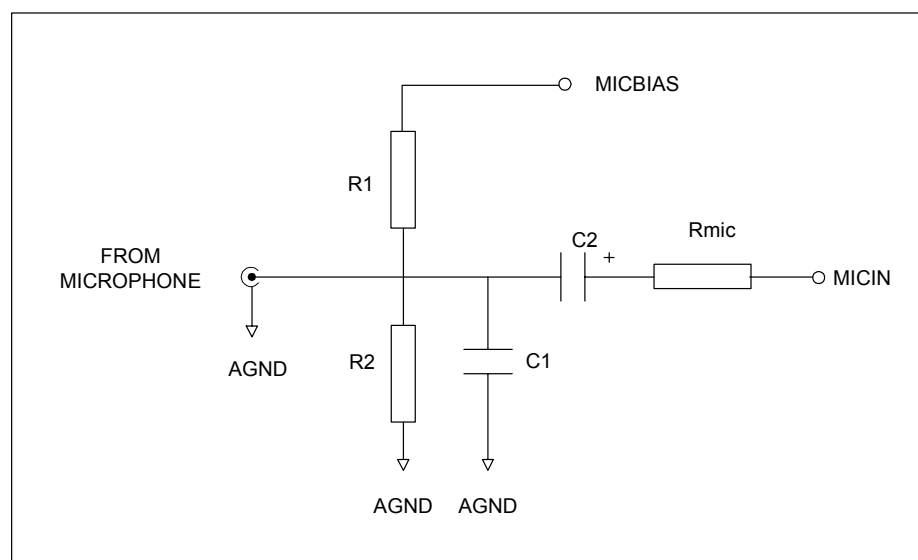 MICBIAS
R1
Rmic
C2
+
FROM
MICROPHONE
MICIN
AGND
R2
C1
AGND
AGND